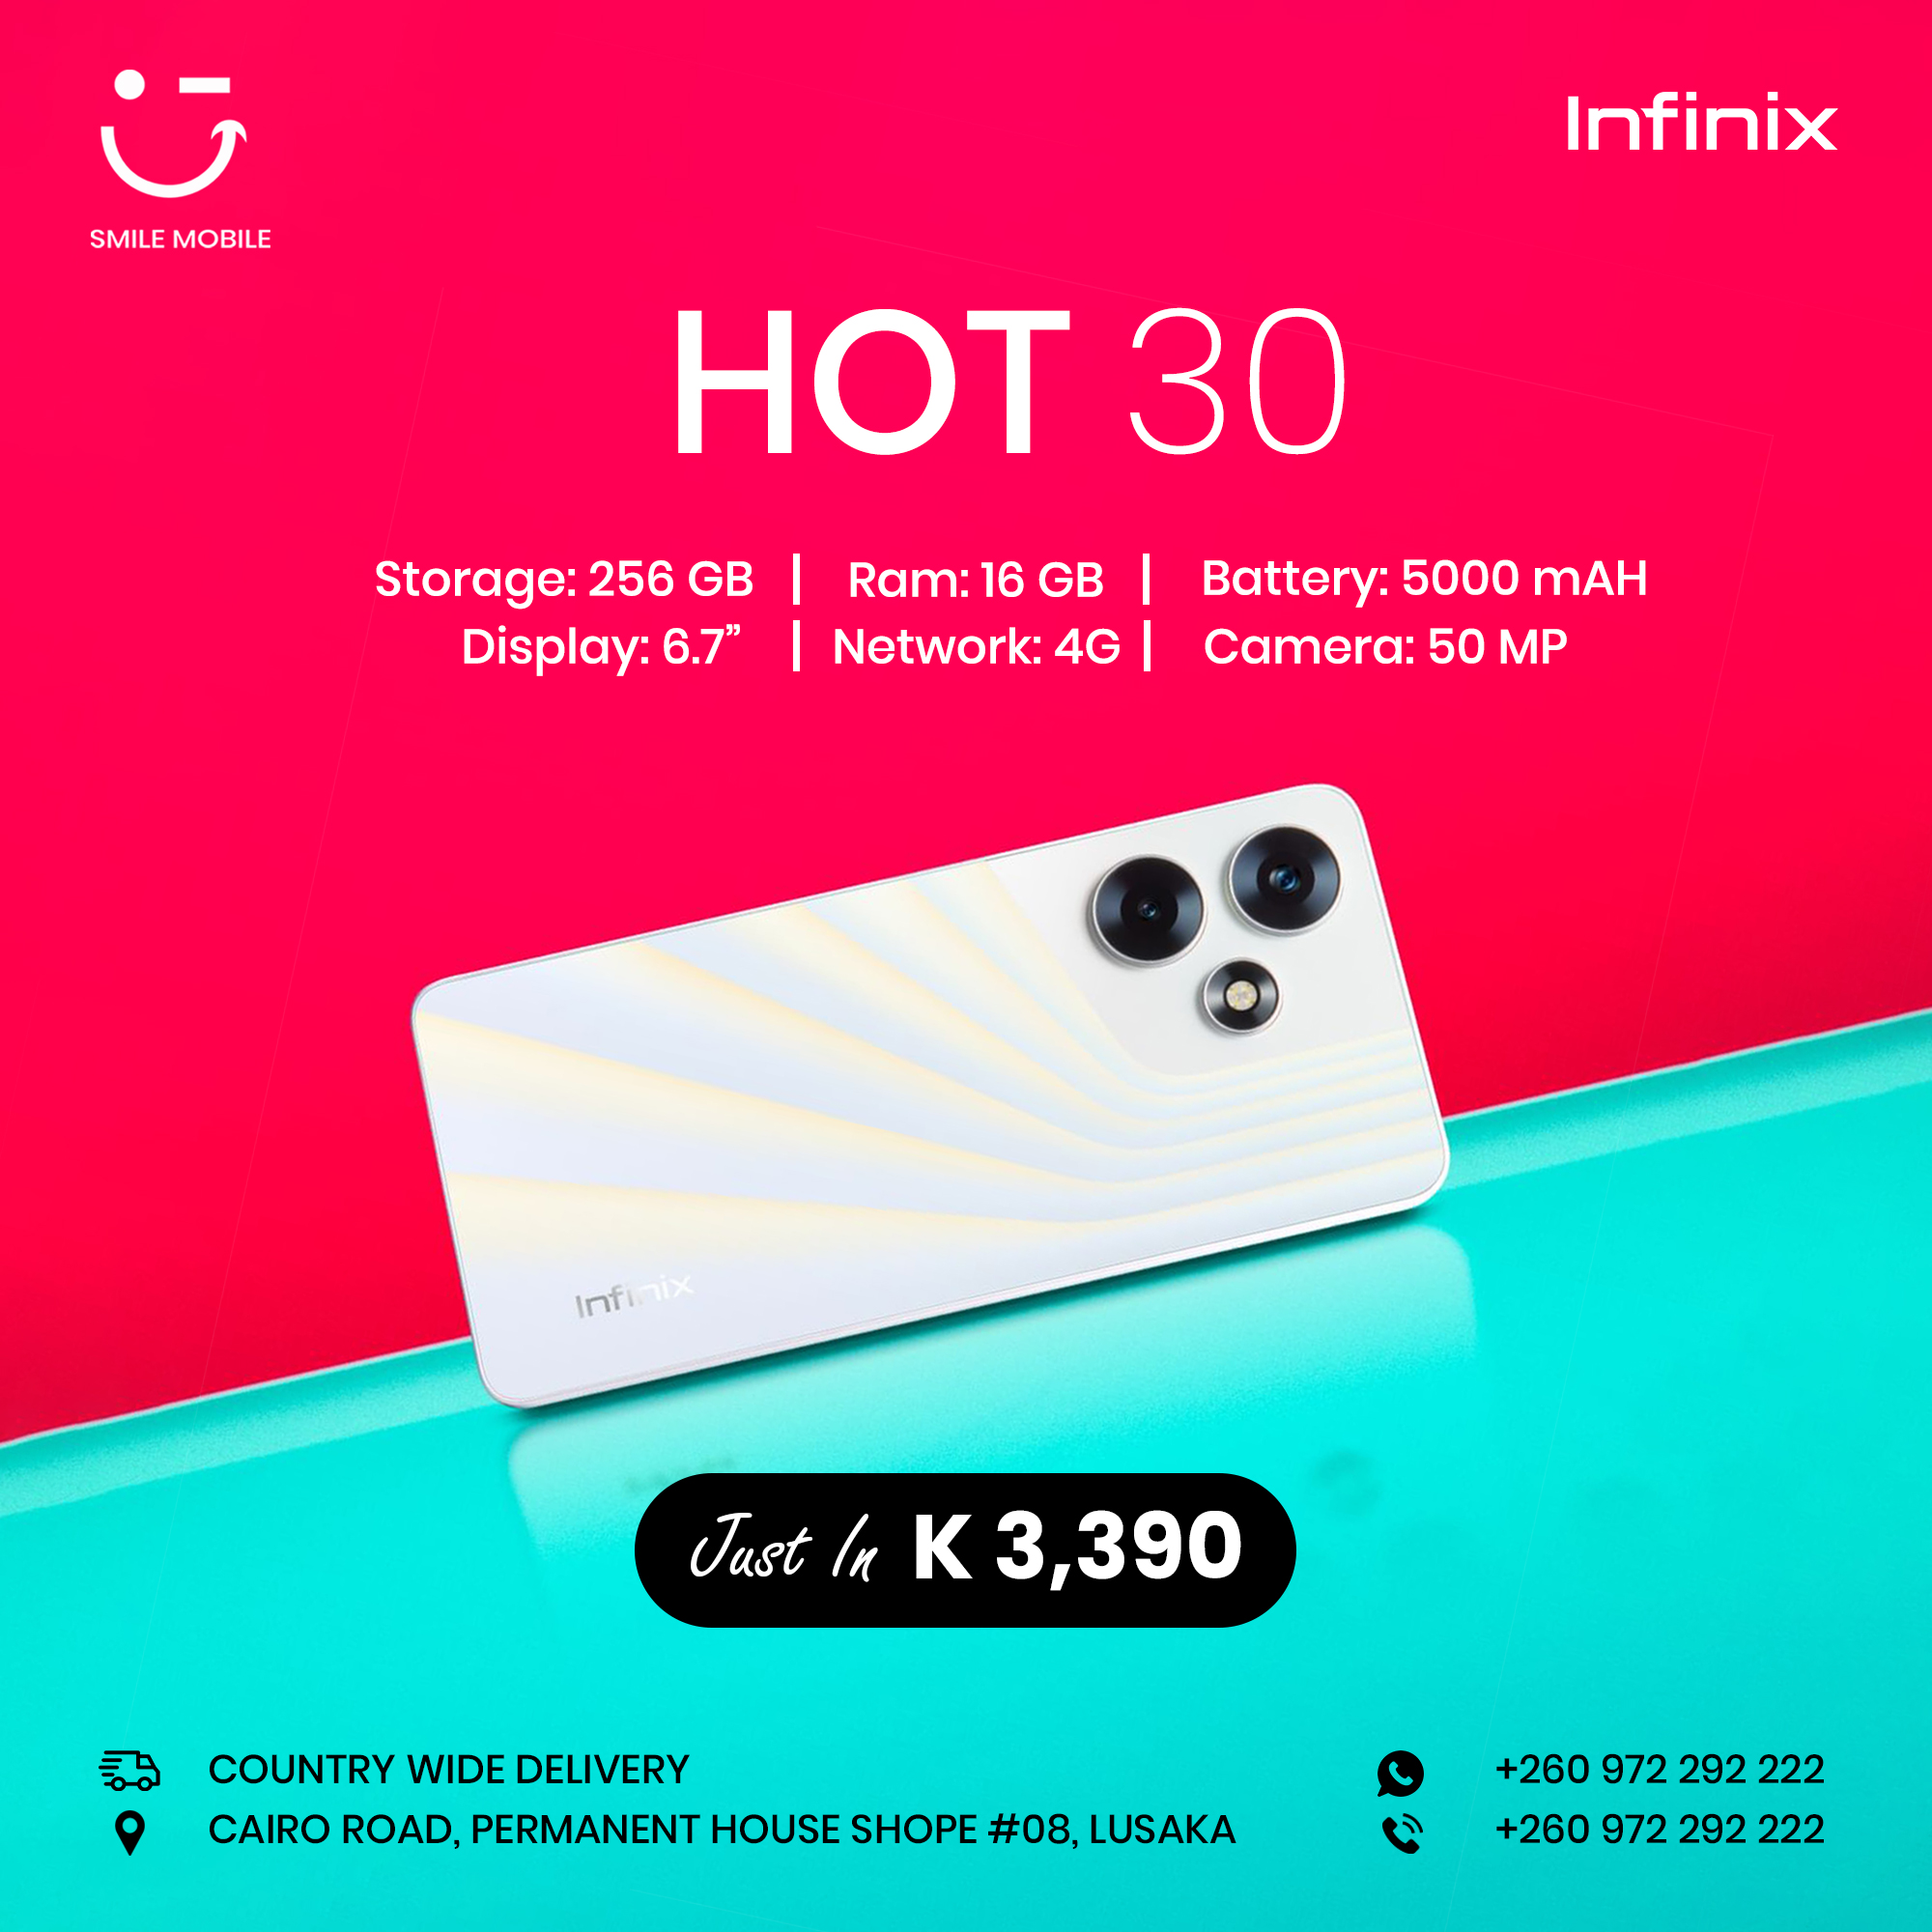 SMILE MOBILE
Infinix
HOT 30
Storage: 256 GB | Ram: 16 GB | Battery: 5000 mAH
Display: 6.7” | Network: 4G | Camera: 50 MP
Infinix
Just In K 3,390
COUNTRY WIDE DELIVERY
+260 972 292 222
CAIRO ROAD, PERMANENT HOUSE SHOPE #08, LUSAKA
+260 972 292 222